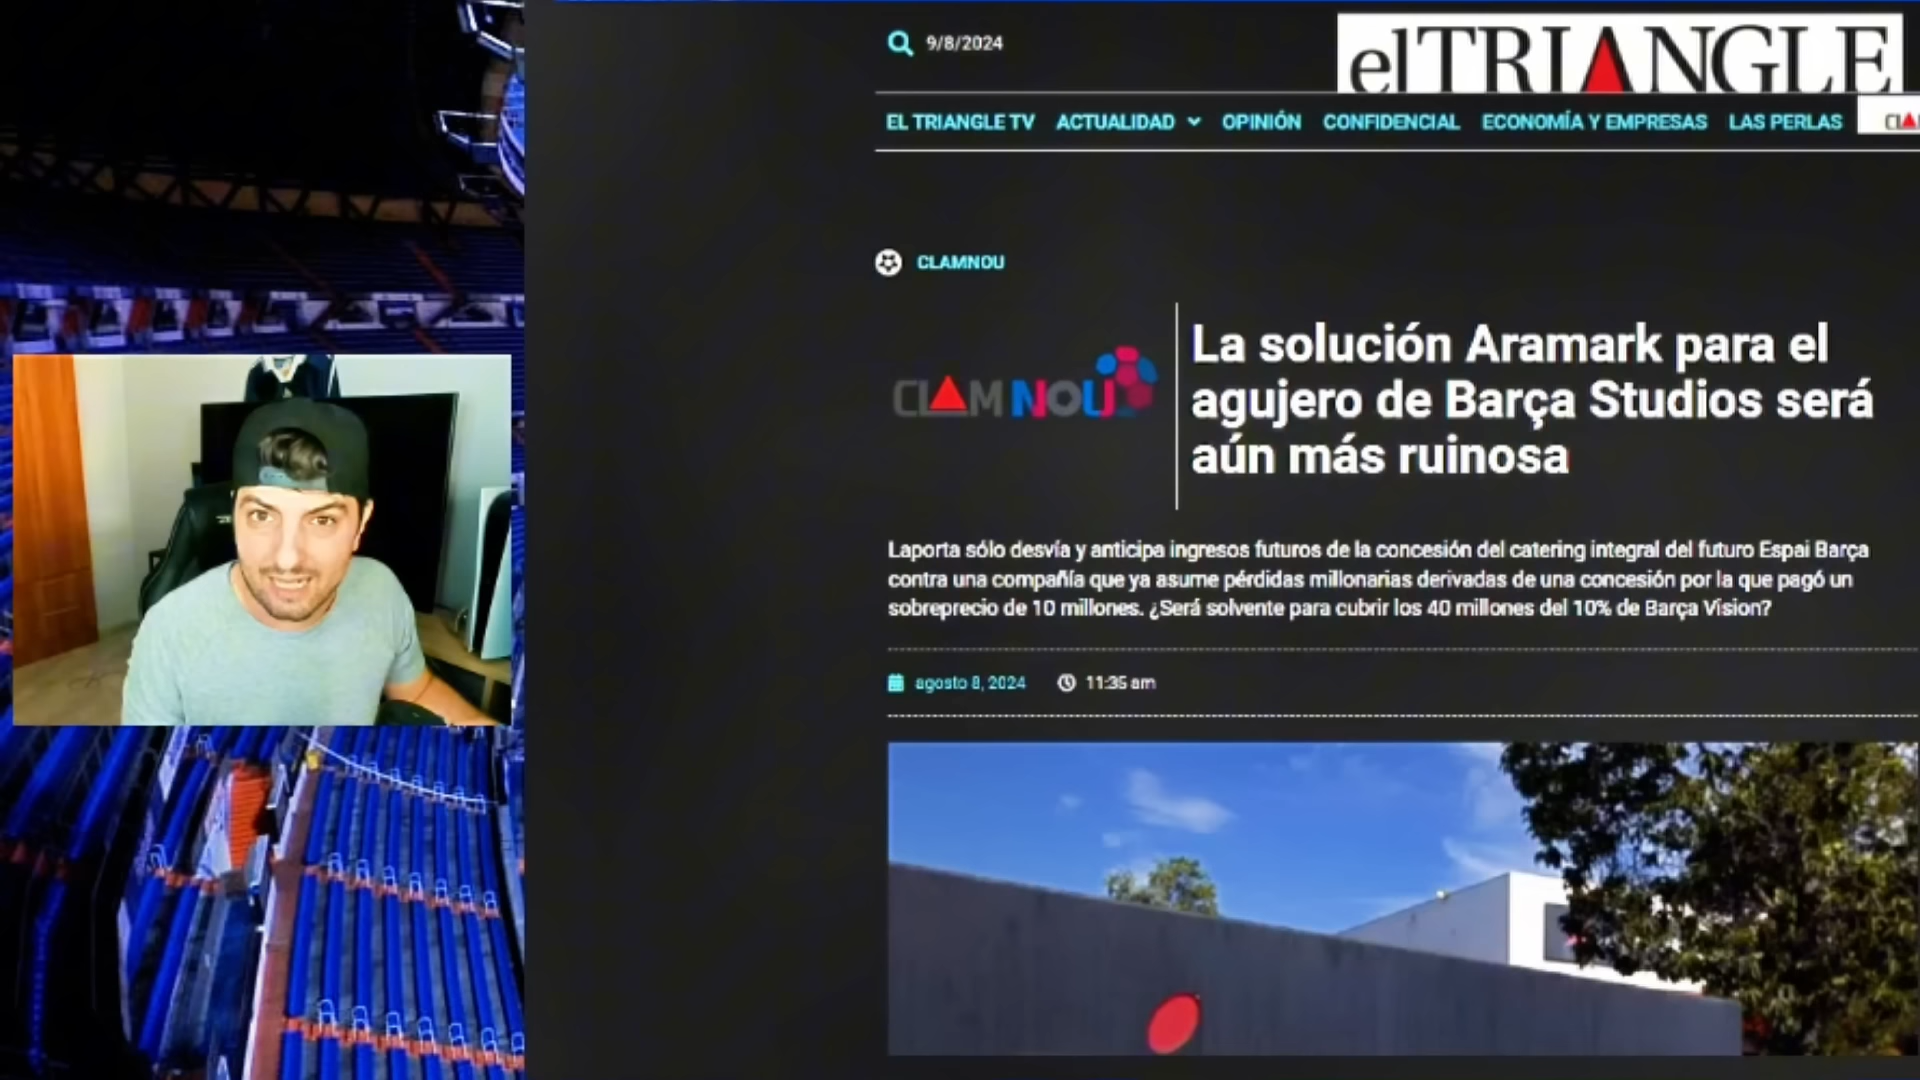 9/8/2024
elTRIANGLE
EL TRIANGLE TV ACTUALIDAD OPINIÓN CONFIDENCIAL ECONOMÍA Y EMPRESAS LAS PERLAS
CLAMNOU
CLAM NOU
La solución Aramark para el
agujero de Barça Studios será
aún más ruinosa
Laporta sólo desvía y anticipa ingresos futuros de la concesión del catering integral del futuro Espai Barça
contra una compañía que ya asume pérdidas millonarias derivadas de una concesión por la que pagó un
sobreprecio de 10 millones. ¿Será solvente para cubrir los 40 millones del 10% de Barça Vision?
agosto 8, 2024 11:35 am